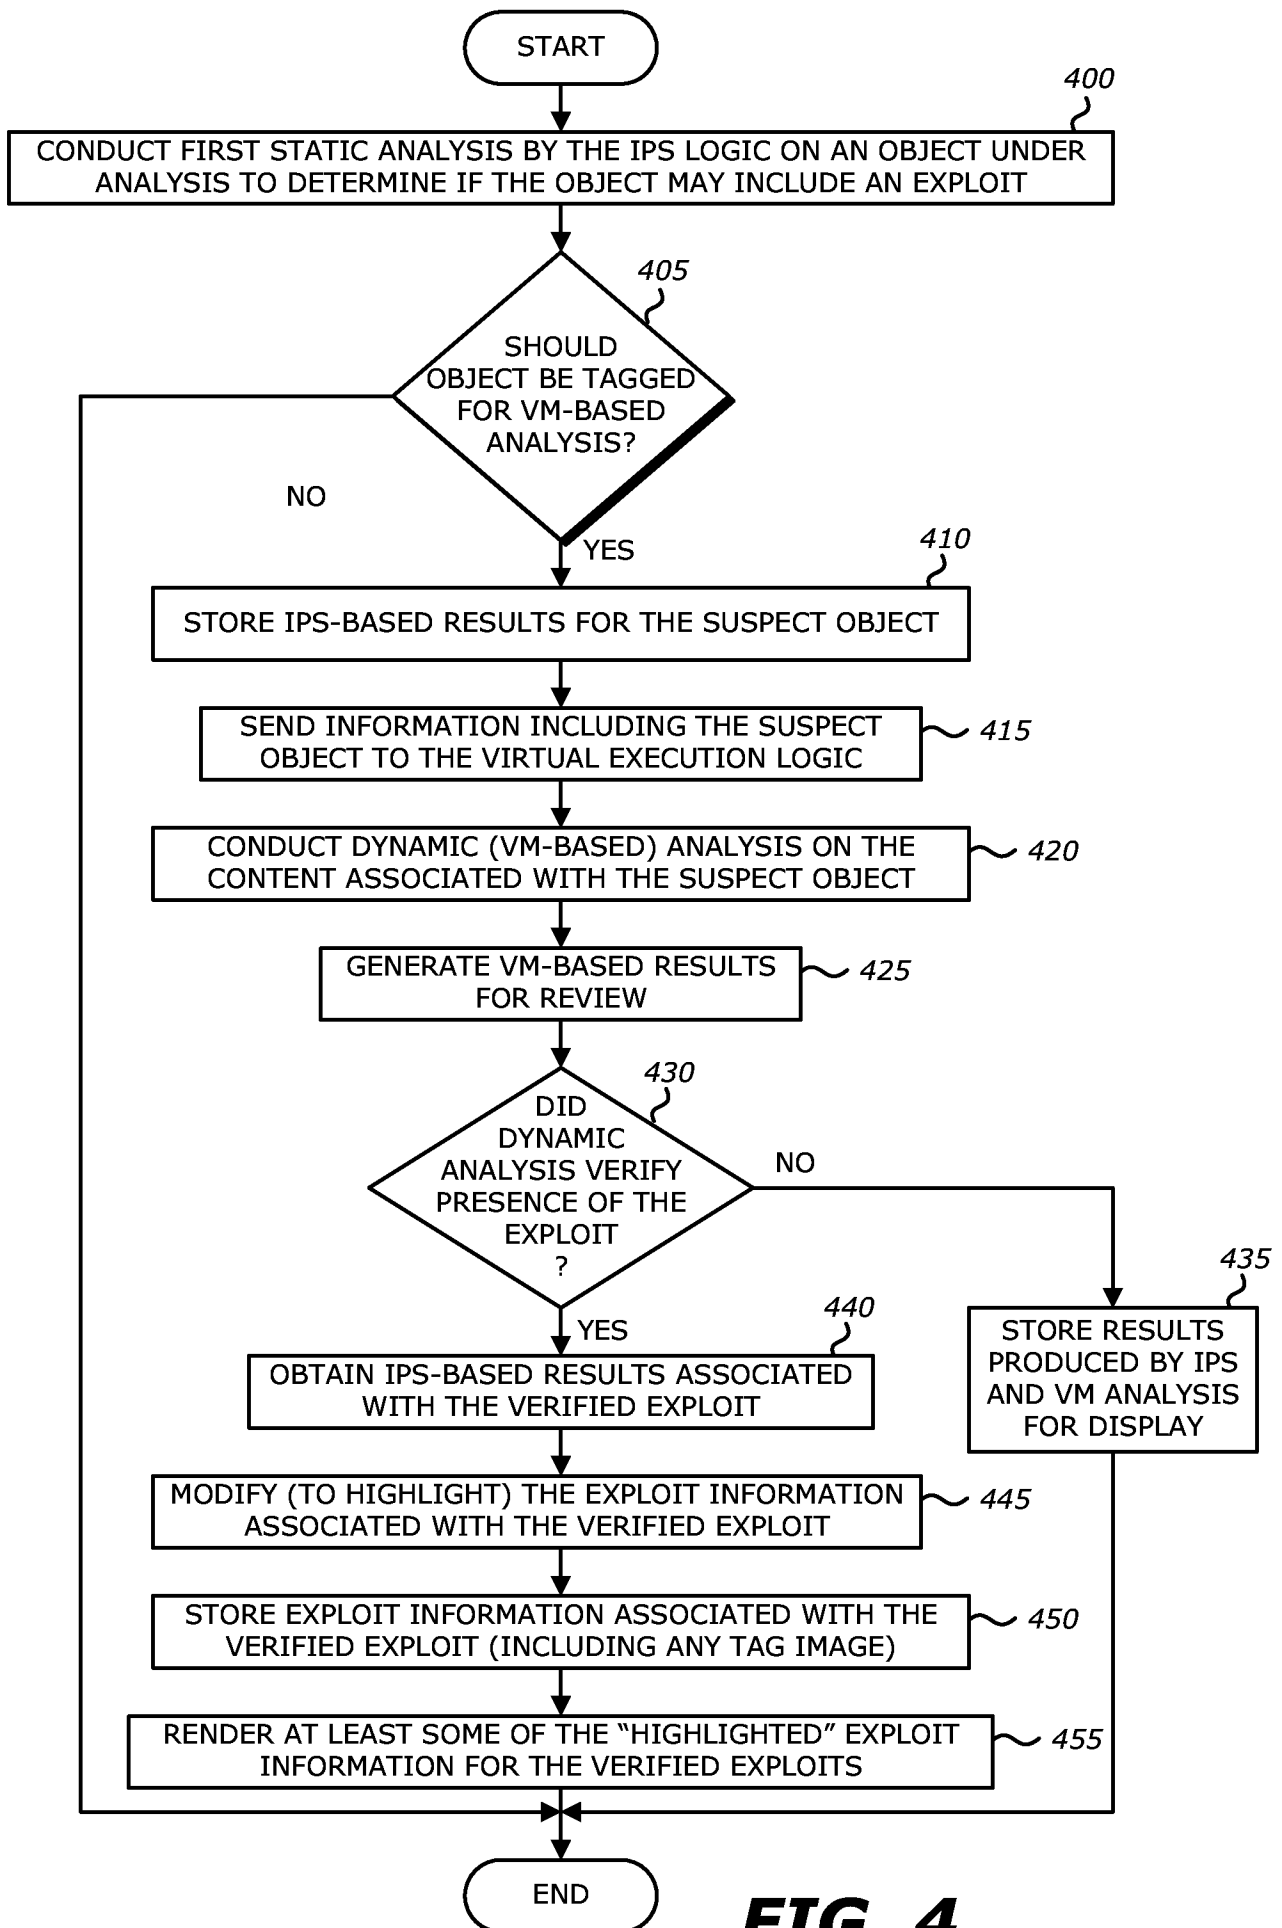 START
400
CONDUCT FIRST STATIC ANALYSIS BY THE IPS LOGIC ON AN OBJECT UNDER
ANALYSIS TO DETERMINE IF THE OBJECT MAY INCLUDE AN EXPLOIT
405
SHOULD
OBJECT BE TAGGED
FOR VM-BASED
ANALYSIS?
NO
YES
410
STORE IPS-BASED RESULTS FOR THE SUSPECT OBJECT
SEND INFORMATION INCLUDING THE SUSPECT
OBJECT TO THE VIRTUAL EXECUTION LOGIC
415
CONDUCT DYNAMIC (VM-BASED) ANALYSIS ON THE
CONTENT ASSOCIATED WITH THE SUSPECT OBJECT
420
GENERATE VM-BASED RESULTS
FOR REVIEW
425
430
DID
DYNAMIC
ANALYSIS VERIFY
PRESENCE OF THE
EXPLOIT
?
NO
YES
435
STORE RESULTS
PRODUCED BY IPS
AND VM ANALYSIS
FOR DISPLAY
440
OBTAIN IPS-BASED RESULTS ASSOCIATED
WITH THE VERIFIED EXPLOIT
MODIFY (TO HIGHLIGHT) THE EXPLOIT INFORMATION
ASSOCIATED WITH THE VERIFIED EXPLOIT
445
STORE EXPLOIT INFORMATION ASSOCIATED WITH THE
VERIFIED EXPLOIT (INCLUDING ANY TAG IMAGE)
450
RENDER AT LEAST SOME OF THE “HIGHLIGHTED” EXPLOIT
INFORMATION FOR THE VERIFIED EXPLOITS
455
END
FIG. 4